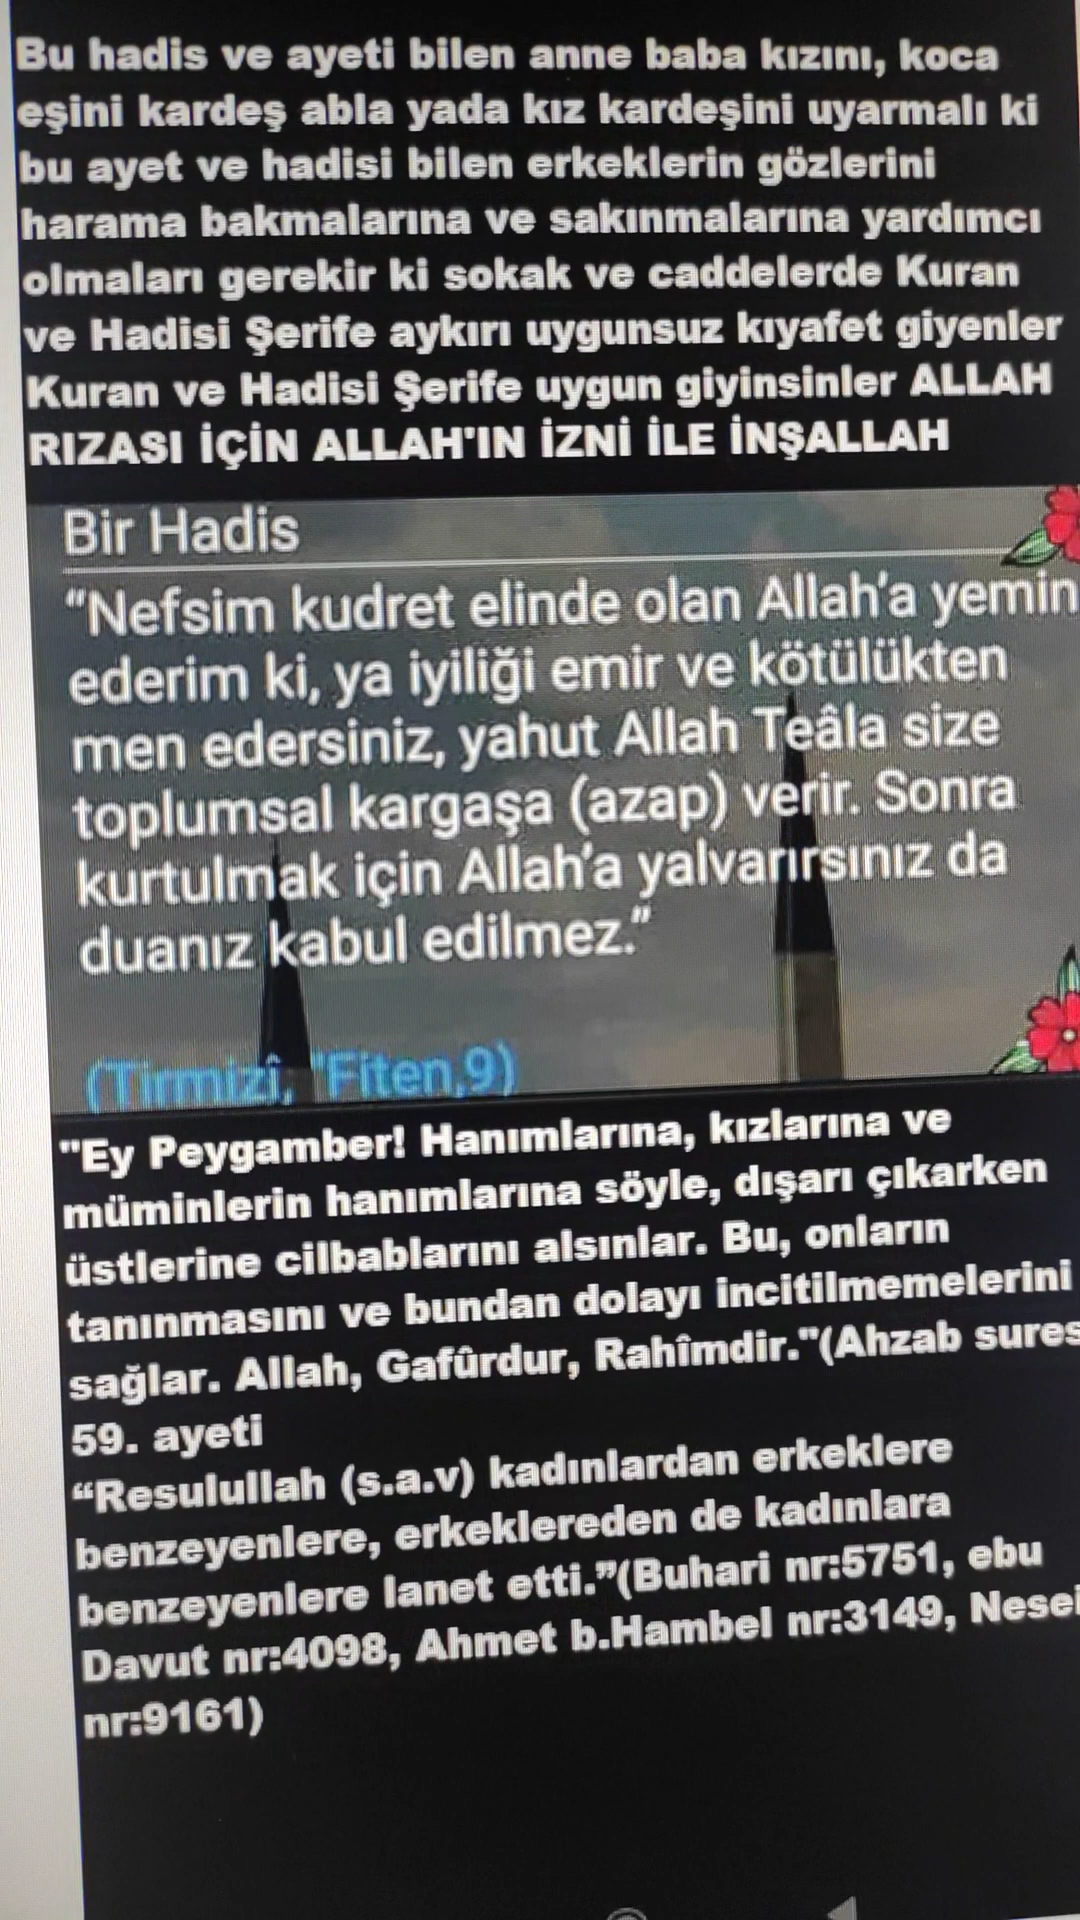 Bu hadis ve ayeti bilen anne baba kızını, koca
eşini kardeş abla yada kız kardeşini uyarmalı ki
bu ayet ve hadisi bilen erkeklerin gözlerini
harama bakmalarına ve sakınmalarına yardımcı
olmaları gerekir ki sokak ve caddelerde Kuran
ve Hadisi Şerife aykırı uygunsuz kıyafet giyenler
Kuran ve Hadisi Şerife uygun giyinsinler ALLAH
RIZASI İÇİN ALLAH'IN İZNİ İLE İNŞALLAH
Bir Hadis
“Nefsim kudret elinde olan Allah’a yemin
ederim ki, ya iyiliği emir ve kötülükten
men edersiniz, yahut Allah Teâla size
toplumsal kargaşa (azap) verir. Sonra
kurtulmak için Allah’a yalvarırsınız da
duanız kabul edilmez."
(Tirmizî, "Fiten,9)
"Ey Peygamber! Hanımlarına, kızlarına ve
müminlerin hanımlarına söyle, dışarı çıkarken
üstlerine cilbablarını alsınlar. Bu, onların
tanınmasını ve bundan dolayı incitilmemelerini
sağlar. Allah, Gafûrdur, Rahîmdir."(Ahzab sures
59. ayeti
“Resulullah (s.a.v) kadınlardan erkeklere
benzeyenlere, erkeklereden de kadınlara
benzeyenlere lanet etti.”(Buhari nr:5751, ebu
Davut nr:4098, Ahmet b.Hambel nr:3149, Nesei
nr:9161)